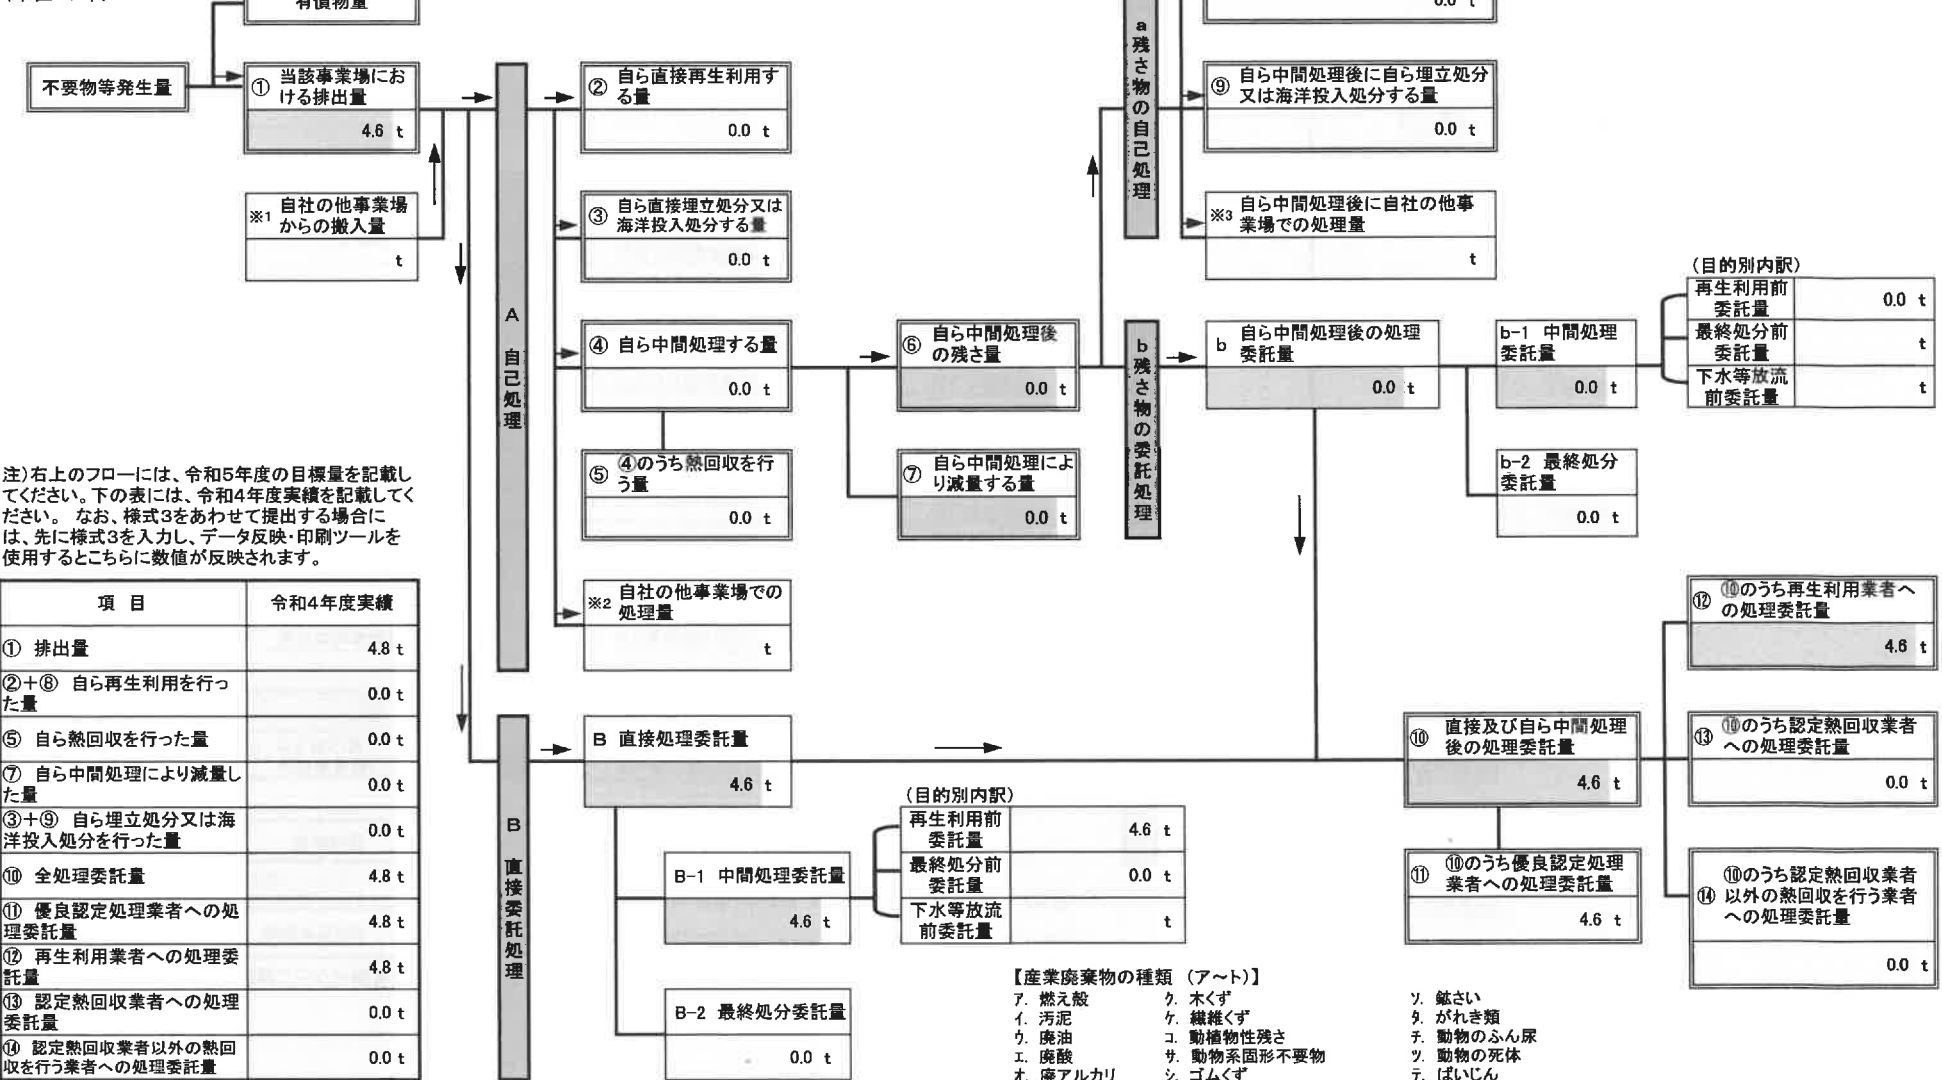 有償物量
0.0 t
不要物等発生量
① 当該事業場にお
ける排出量
4.6 t
※1 自社の他事業場
からの搬入量
t
A 自己処理
② 自ら直接再生利用す
る量
0.0 t
③ 自ら直接埋立処分又は
海洋投入処分する量
0.0 t
④ 自ら中間処理する量
0.0 t
⑤ ④のうち熱回収を行
う量
0.0 t
※2 自社の他事業場での
処理量
t
⑥ 自ら中間処理後
の残さ量
0.0 t
⑦ 自ら中間処理によ
り減量する量
0.0 t
a 残さ物の自己処理
⑨ 自ら中間処理後に自ら埋立処分
又は海洋投入処分する量
0.0 t
※3 自ら中間処理後に自社の他事
業場での処理量
t
b 残さ物の委託処理
b 自ら中間処理後の処理
委託量
0.0 t
b-1 中間処理
委託量
0.0 t
(目的別内訳)
再生利用前
委託量
0.0 t
最終処分前
委託量
t
下水等放流
前委託量
t
b-2 最終処分
委託量
0.0 t
注)右上のフローには、令和5年度の目標量を記載し
てください。下の表には、令和4年度実績を記載してく
ださい。 なお、様式3をあわせて提出する場合に
は、先に様式3を入力し、データ反映・印刷ツールを
使用するとこちらに数値が反映されます。
項 目 令和4年度実績
① 排出量 4.8 t
②+⑧ 自ら再生利用を行っ
た量 0.0 t
⑤ 自ら熱回収を行った量 0.0 t
⑦ 自ら中間処理により減量し
た量 0.0 t
③+⑨ 自ら埋立処分又は海
洋投入処分を行った量 0.0 t
⑩ 全処理委託量 4.8 t
⑪ 優良認定処理業者への処
理委託量 4.8 t
⑫ 再生利用業者への処理委
託量 4.8 t
⑬ 認定熱回収業者への処理
委託量 0.0 t
⑭ 認定熱回収業者以外の熱回
収を行う業者への処理委託量 0.0 t
B 直接委託処理
B 直接処理委託量
4.6 t
B-1 中間処理委託量
4.6 t
(目的別内訳)
再生利用前
委託量
4.6 t
最終処分前
委託量
0.0 t
下水等放流
前委託量
t
B-2 最終処分委託量
0.0 t
⑩ 直接及び自ら中間処理
後の処理委託量
4.6 t
⑪ ⑩のうち優良認定処理
業者への処理委託量
4.6 t
⑫ ⑩のうち再生利用業者へ
の処理委託量
4.6 t
⑬ ⑩のうち認定熱回収業者
への処理委託量
0.0 t
⑭ ⑩のうち認定熱回収業者
以外の熱回収を行う業者
への処理委託量
0.0 t
【産業廃棄物の種類 (ア~ト)】
ア. 燃え殻 ク. 木くず ソ. 鉱さい
イ. 汚泥 ケ. 繊維くず タ. がれき類
ウ. 廃油 コ. 動植物性残さ チ. 動物のふん尿
エ. 廃酸 サ. 動物系固形不要物 ツ. 動物の死体
オ. 廃アルカリ シ. ゴムくず テ. ばいじん